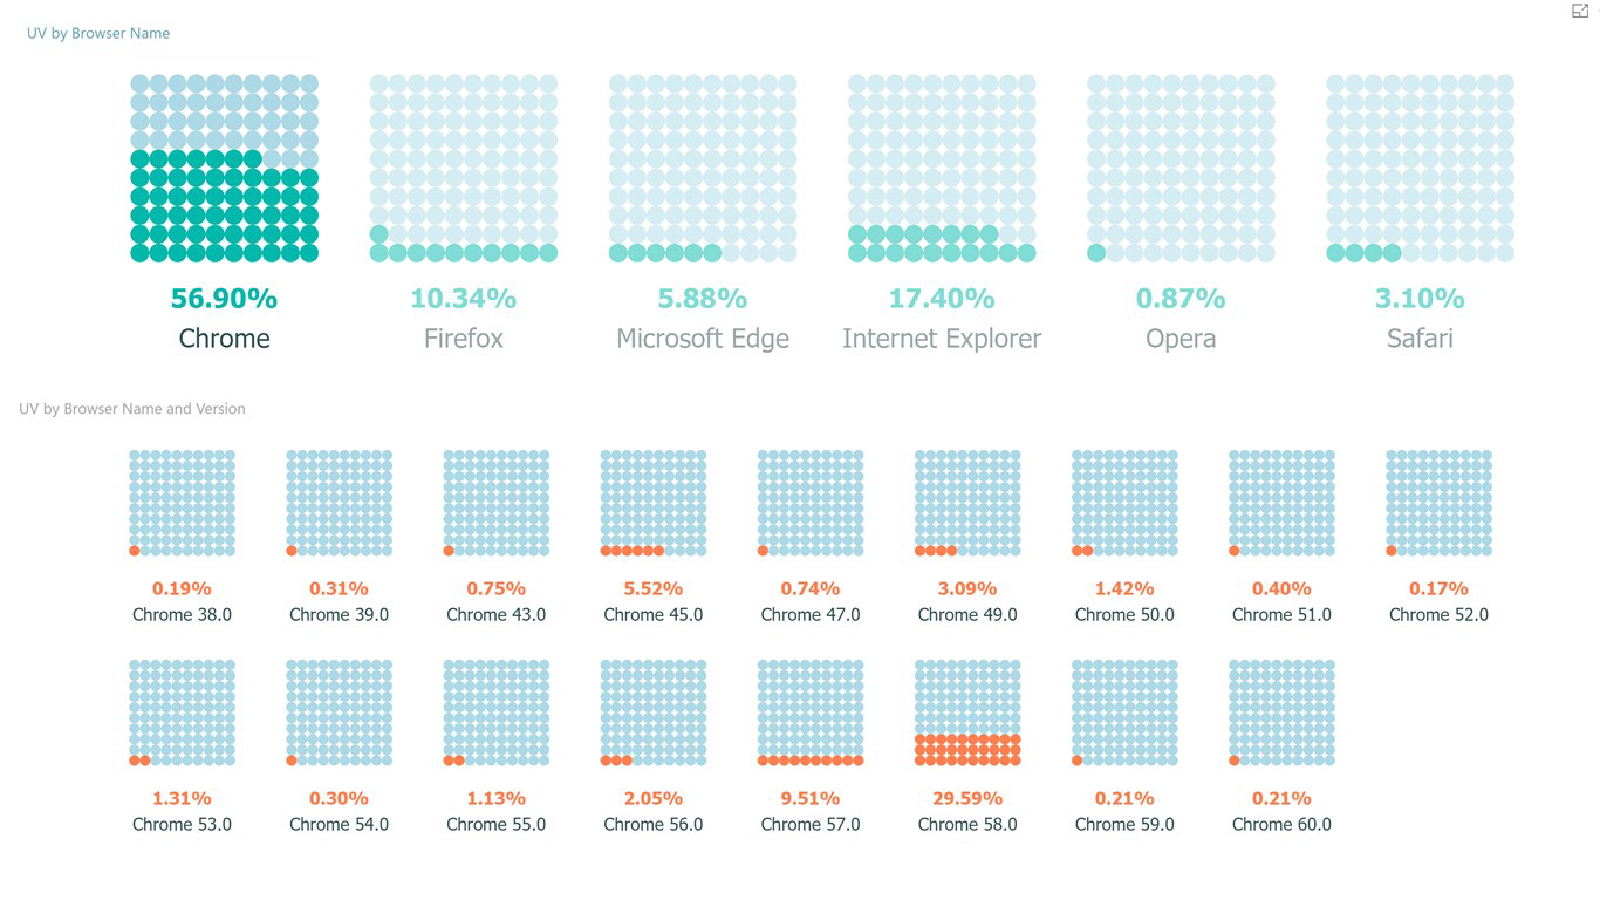 UV by Browser Name
56.90% 10.34% 5.88% 17.40% 0.87% 3.10%
Chrome Firefox Microsoft Edge Internet Explorer Opera Safari
UV by Browser Name and Version
0.19% 0.31% 0.75% 5.52% 0.74% 3.09% 1.42% 0.40% 0.17%
Chrome 38.0 Chrome 39.0 Chrome 43.0 Chrome 45.0 Chrome 47.0 Chrome 49.0 Chrome 50.0 Chrome 51.0 Chrome 52.0
1.31% 0.30% 1.13% 2.05% 9.51% 29.59% 0.21% 0.21%
Chrome 53.0 Chrome 54.0 Chrome 55.0 Chrome 56.0 Chrome 57.0 Chrome 58.0 Chrome 59.0 Chrome 60.0